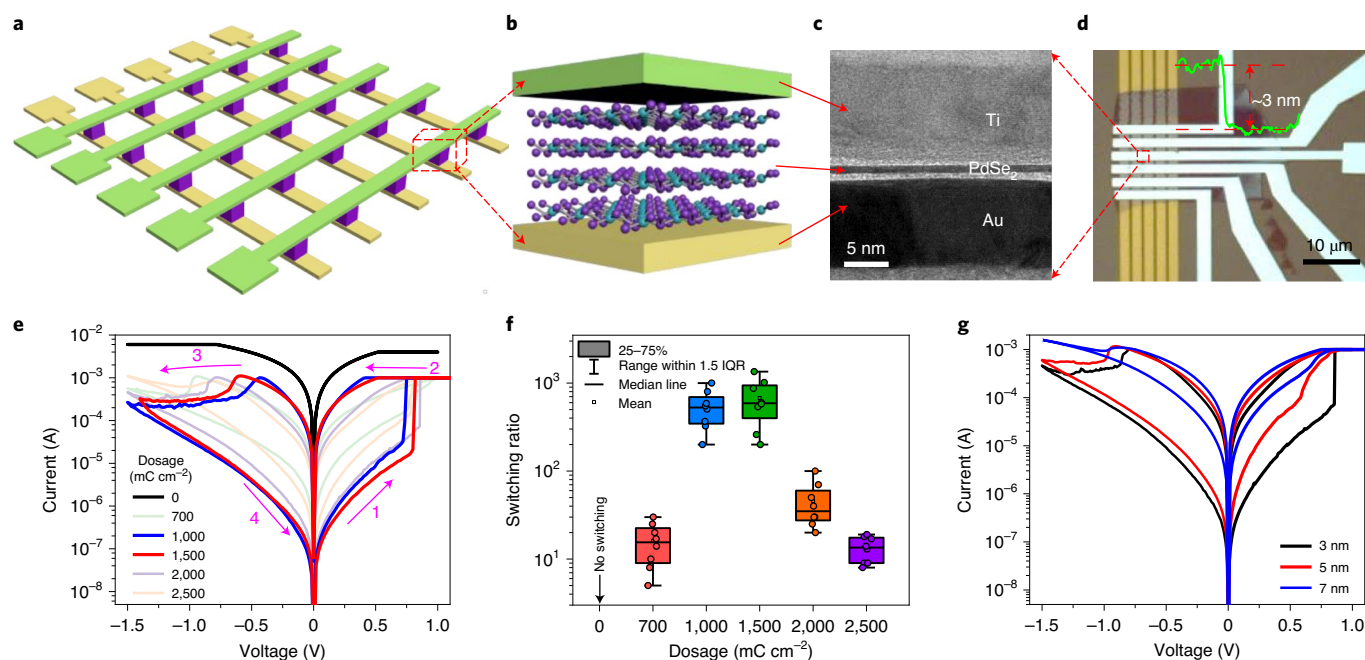 a
b
c
d
Ti
PdSe2
Au
5 nm
~3 nm
10 μm
e
Current (A)
10−2
10−3
10−4
10−5
10−6
10−7
10−8
3
2
1
4
Dosage
(mC cm−2)
0
700
1,000
1,500
2,000
2,500
−1.5
−1.0
−0.5
0
0.5
1.0
Voltage (V)
f
Switching ratio
103
102
101
25–75%
Range within 1.5 IQR
Median line
Mean
No switching
0
700
1,000
1,500
2,000
2,500
Dosage (mC cm−2)
g
Current (A)
10−2
10−3
10−4
10−5
10−6
10−7
10−8
3 nm
5 nm
7 nm
−1.5
−1.0
−0.5
0
0.5
1.0
Voltage (V)